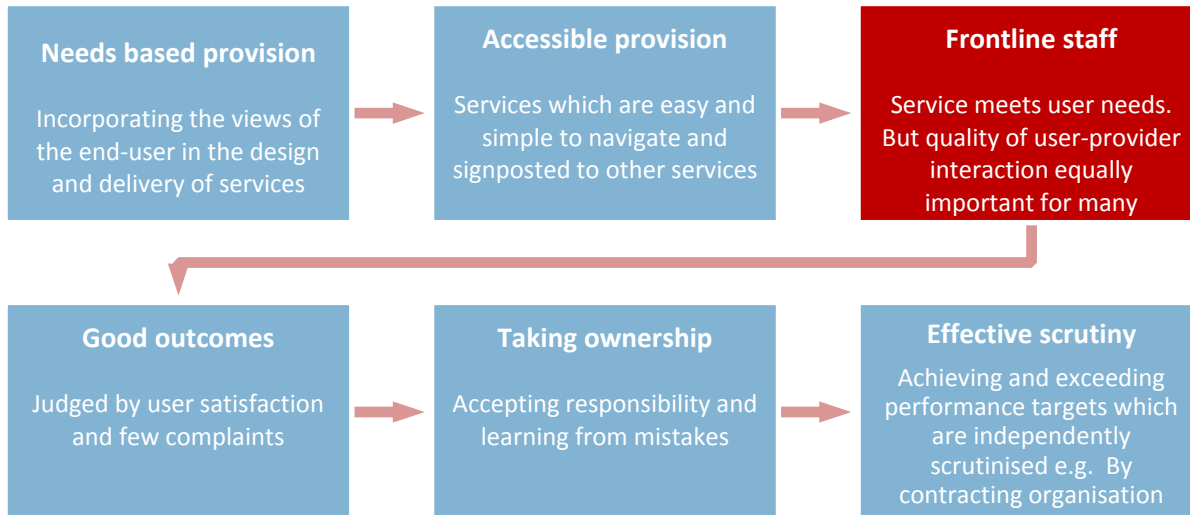 Needs based provision
Incorporating the views of
the end-user in the design
and delivery of services
Accessible provision
Services which are easy and
simple to navigate and
signposted to other services
Frontline staff
Service meets user needs.
But quality of user-provider
interaction equally
important for many
Good outcomes
Judged by user satisfaction
and few complaints
Taking ownership
Accepting responsibility and
learning from mistakes
Effective scrutiny
Achieving and exceeding
performance targets which
are independently
scrutinised e.g.  By
contracting organisation